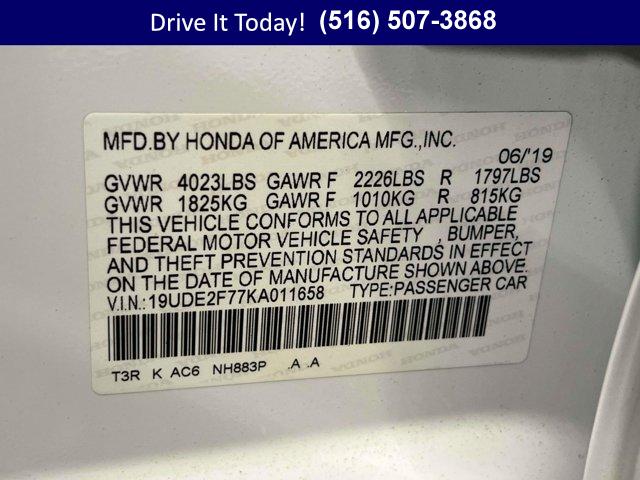 Drive It Today! (516) 507-3868
MFD.BY HONDA OF AMERICA MFG.,INC.
06/'19
GVWR 4023LBS GAWR F 2226LBS R 1797LBS
GVWR 1825KG GAWR F 1010KG R 815KG
THIS VEHICLE CONFORMS TO ALL APPLICABLE
FEDERAL MOTOR VEHICLE SAFETY , BUMPER,
AND THEFT PREVENTION STANDARDS IN EFFECT
ON THE DATE OF MANUFACTURE SHOWN ABOVE.
V.I.N.:19UDE2F77KA011658 TYPE:PASSENGER CAR
T3R K AC6 NH883P .A .A